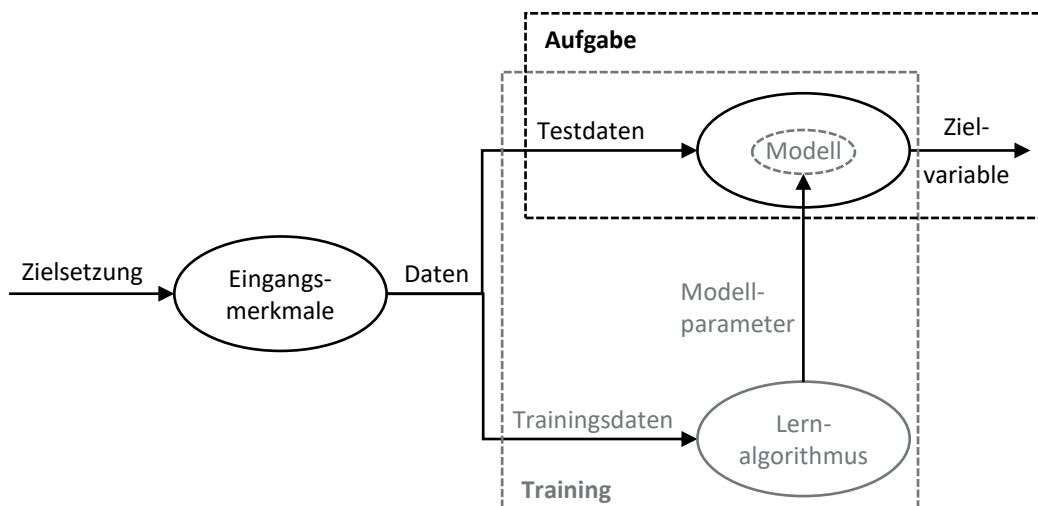 Aufgabe
Testdaten
Modell
Ziel-
variable
Zielsetzung
Eingangs-
merkmale
Daten
Modell-
parameter
Trainingsdaten
Lern-
algorithmus
Training